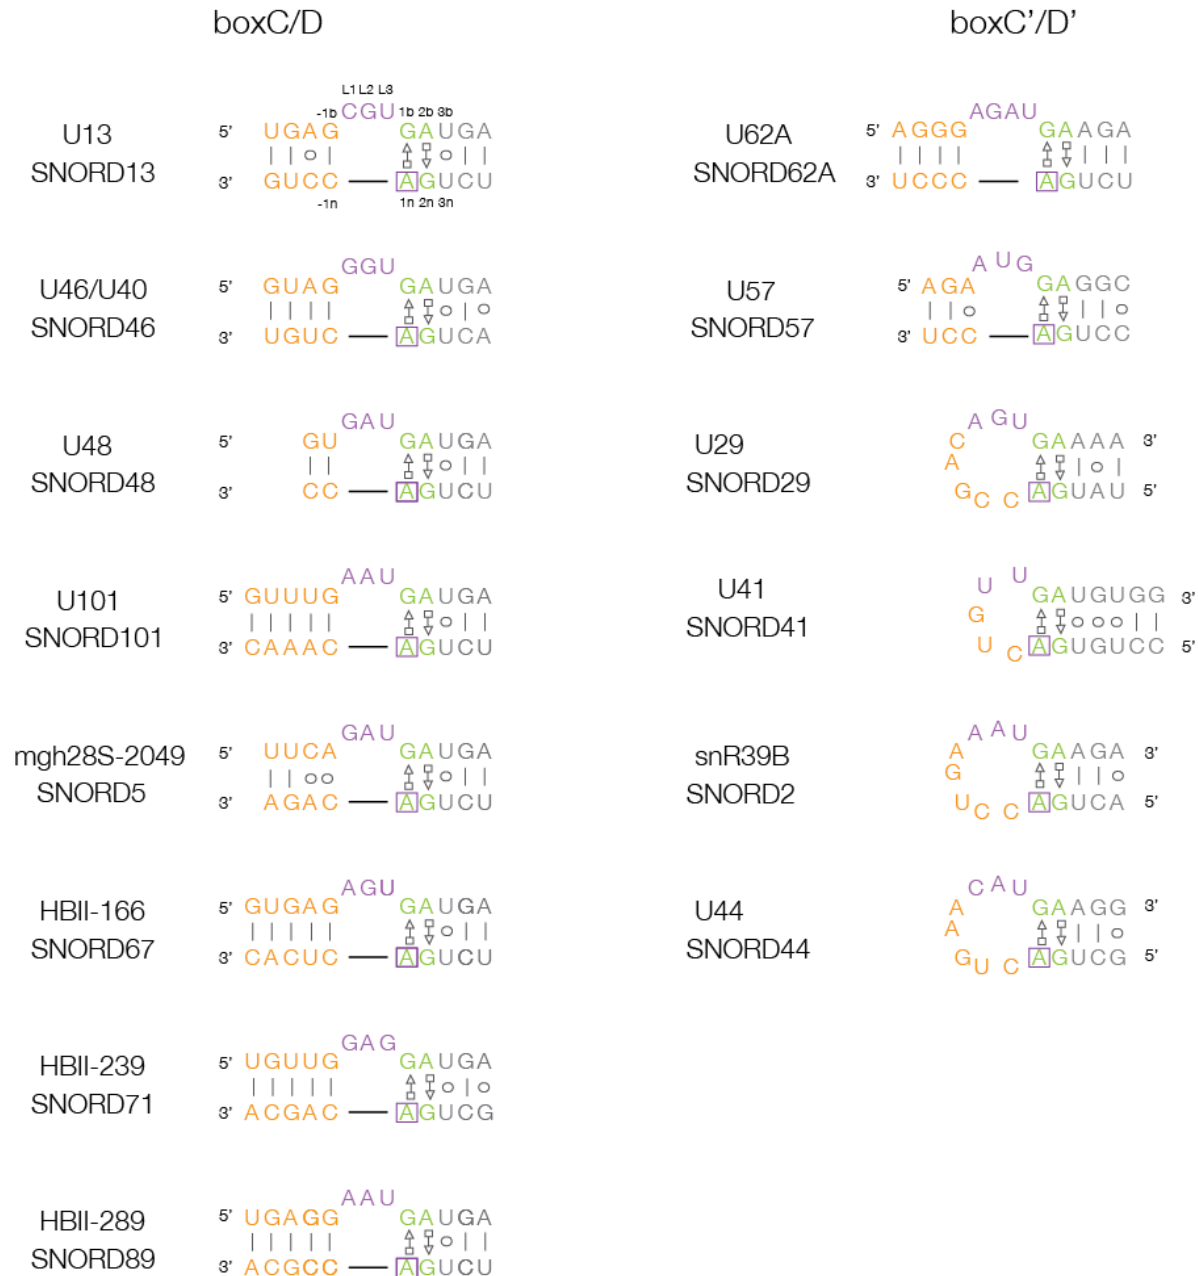 boxC/D
boxC'/D'
L1 L2 L3
-1b CGU 1b 2b 3b
U13
SNORD13
5' UGAG GAUGA
3' GUCC AGUCU
-1n 1n 2n 3n
AGAU
U62A
SNORD62A
5' AGGG GAAGA
3' UCCC AGUCU
GGU
U46/U40
SNORD46
5' GUAG GAUGA
3' UGUC AGUCA
AUG
U57
SNORD57
5' AGA GAGGC
3' UCC AGUCC
GAU
U48
SNORD48
5' GU GAUGA
3' CC AGUCU
AGU
U29
SNORD29
C GAAAA 3'
A
GCC AGUAU 5'
AAU
U101
SNORD101
5' GUUUG GAUGA
3' CAAAC AGUCU
U U
U41
SNORD41
GAUGUGG 3'
G
UC AGUGUCC 5'
GAU
mgh28S-2049
SNORD5
5' UUCA GAUGA
3' AGAC AGUCU
AAU
snR39B
SNORD2
A GAAGA 3'
G
UCC AGUCA 5'
AGU
HBII-166
SNORD67
5' GUGAG GAUGA
3' CACUC AGUCU
CAU
U44
SNORD44
A GAAGG 3'
A
GUC AGUCG 5'
GAG
HBII-239
SNORD71
5' UGUUG GAUGA
3' ACGAC AGUCG
AAU
HBII-289
SNORD89
5' UGAGG GAUGA
3' ACGCC AGUCU